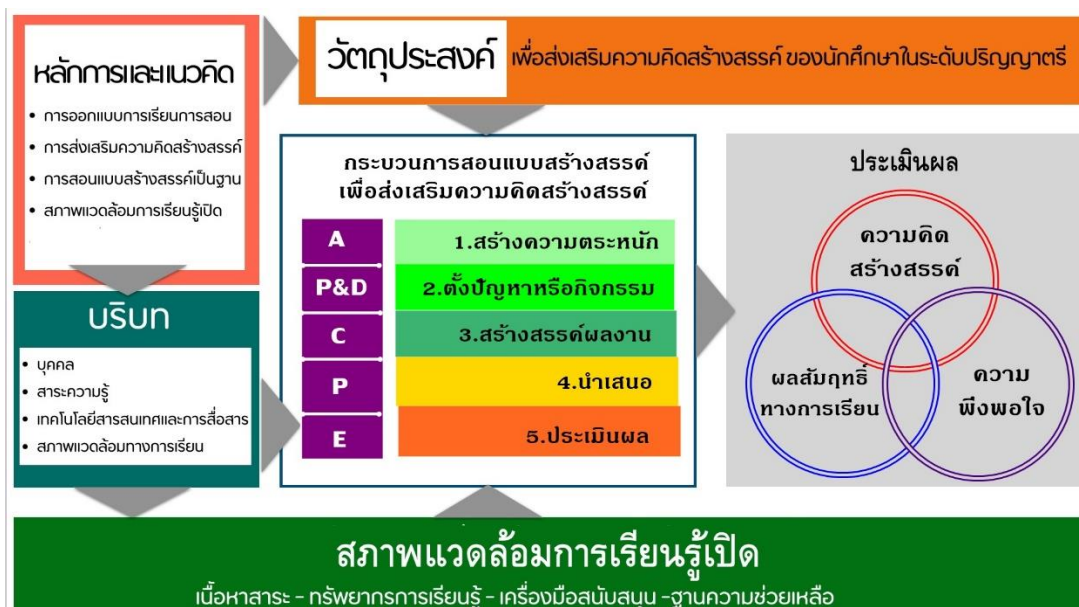 หลักการและแนวคิด
• การออกแบบการเรียนการสอน
• การส่งเสริมความคิดสร้างสรรค์
• การสอนแบบสร้างสรรค์เป็นฐาน
• สภาพแวดล้อมการเรียนรู้เปิด
วัตถุประสงค์ เพื่อส่งเสริมความคิดสร้างสรรค์ ของนักศึกษาในระดับปริญญาตรี
บริบท
• บุคคล
• สาระความรู้
• เทคโนโลยีสารสนเทศและการสื่อสาร
• สภาพแวดล้อมทางการเรียน
กระบวนการสอนแบบสร้างสรรค์
เพื่อส่งเสริมความคิดสร้างสรรค์
A 1.สร้างความตระหนัก
P&D 2.ตั้งปัญหาหรือกิจกรรม
C 3.สร้างสรรค์ผลงาน
P 4.นำเสนอ
E 5.ประเมินผล
ประเมินผล
ความคิด
สร้างสรรค์
ผลสัมฤทธิ์
ทางการเรียน
ความ
พึงพอใจ
สภาพแวดล้อมการเรียนรู้เปิด
เนื้อหาสาระ - ทรัพยากรการเรียนรู้ - เครื่องมือสนับสนุน -ฐานความช่วยเหลือ